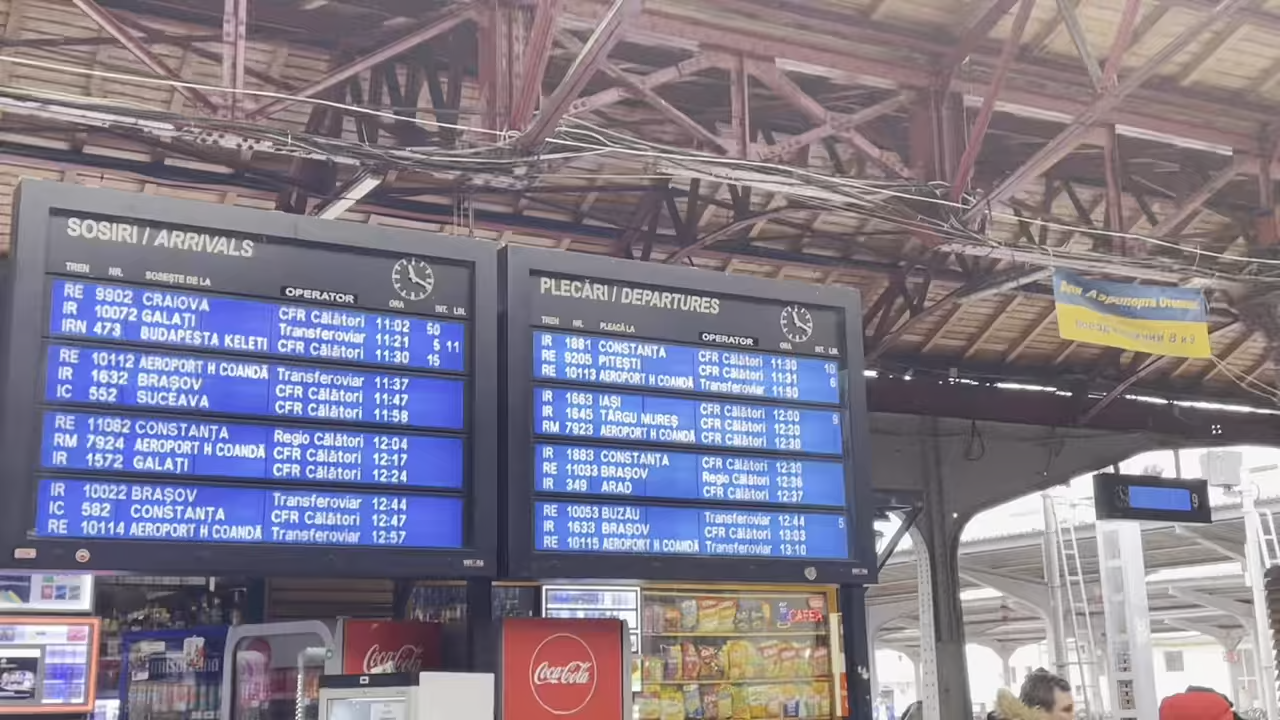 SOSIRI / ARRIVALS
TREN NR. SOSEȘTE DE LA OPERATOR ORA INT. LIN.
RE 9902 CRAIOVA CFR Călători 11:02 50
IR 10072 GALAȚI Transferoviar 11:21 5 11
IRN 473 BUDAPESTA KELETI CFR Călători 11:30 15
RE 10112 AEROPORT H COANDĂ Transferoviar 11:37
IR 1632 BRAȘOV CFR Călători 11:47
IC 552 SUCEAVA CFR Călători 11:58
RE 11082 CONSTANȚA Regio Călători 12:04
RM 7924 AEROPORT H COANDĂ CFR Călători 12:17
IR 1572 GALAȚI CFR Călători 12:24
IR 10022 BRAȘOV Transferoviar 12:44
IC 582 CONSTANȚA CFR Călători 12:47
RE 10114 AEROPORT H COANDĂ Transferoviar 12:57
PLECĂRI / DEPARTURES
TREN NR. PLEACĂ LA OPERATOR ORA INT. LIN.
IR 1881 CONSTANȚA CFR Călători 11:30 10
RE 9205 PITEȘTI CFR Călători 11:31
RE 10113 AEROPORT H COANDĂ Transferoviar 11:50 6
IR 1663 IAȘI CFR Călători 12:00 9
IR 1645 TÂRGU MUREȘ CFR Călători 12:20
RM 7923 AEROPORT H COANDĂ CFR Călători 12:30
IR 1883 CONSTANȚA CFR Călători 12:30
RE 11033 BRAȘOV Regio Călători 12:36
IR 349 ARAD CFR Călători 12:37
RE 10053 BUZĂU Transferoviar 12:44 5
IR 1633 BRAȘOV CFR Călători 13:03
RE 10115 AEROPORT H COANDĂ Transferoviar 13:10
Аэропорта
8 и 9
9
Coca-Cola
Coca-Cola
CAFEA